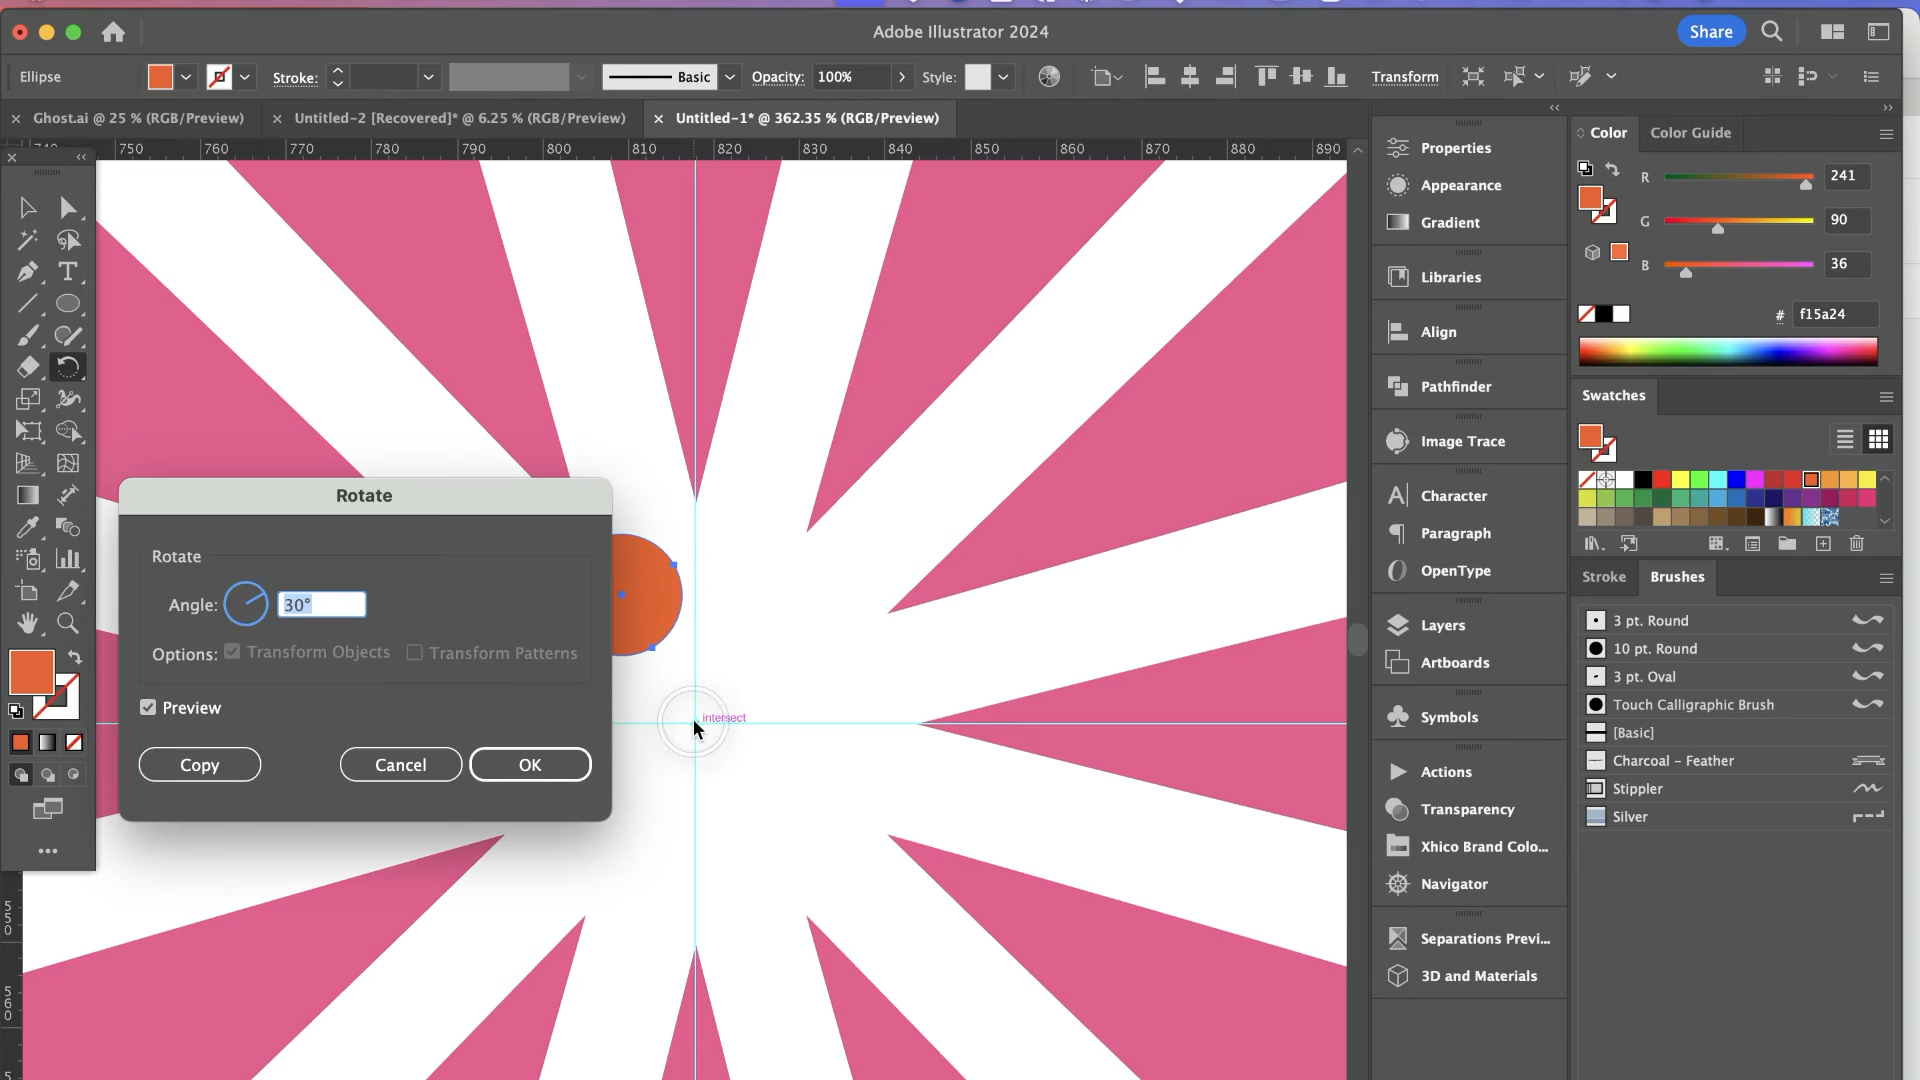 Adobe Illustrator 2024
Share
Ellipse
Stroke:
Basic
Opacity:
100%
Style:
Transform
Ghost.ai @ 25 % (RGB/Preview)
Untitled-2 [Recovered]* @ 6.25 % (RGB/Preview)
Untitled-1* @ 362.35 % (RGB/Preview)
750 760 770 780 790 800 810 820 830 840 850 860 870 880 890
Properties
Appearance
Gradient
Libraries
Align
Pathfinder
Image Trace
Character
Paragraph
OpenType
Layers
Artboards
Symbols
Actions
Transparency
Xhico Brand Colo...
Navigator
Separations Previ...
3D and Materials
Color
Color Guide
R 241
G 90
B 36
# f15a24
Swatches
Stroke
Brushes
3 pt. Round
10 pt. Round
3 pt. Oval
Touch Calligraphic Brush
[Basic]
Charcoal - Feather
Stippler
Silver
Rotate
Rotate
Angle: 30°
Options: Transform Objects Transform Patterns
Preview
Copy
Cancel
OK
intersect
550
560
5